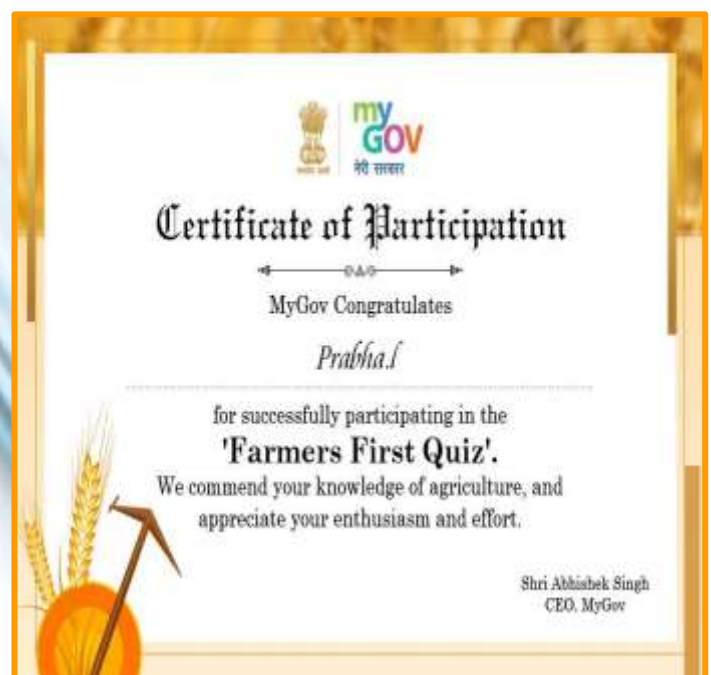 my
GOV
मेरी सरकार
Certificate of Participation
MyGov Congratulates
Prabha.l
for successfully participating in the
'Farmers First Quiz'.
We commend your knowledge of agriculture, and
appreciate your enthusiasm and effort.
Shri Abhishek Singh
CEO, MyGov